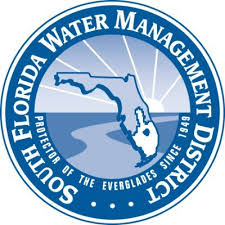 SOUTH FLORIDA WATER MANAGEMENT DISTRICT
PROTECTOR OF THE EVERGLADES SINCE 1949